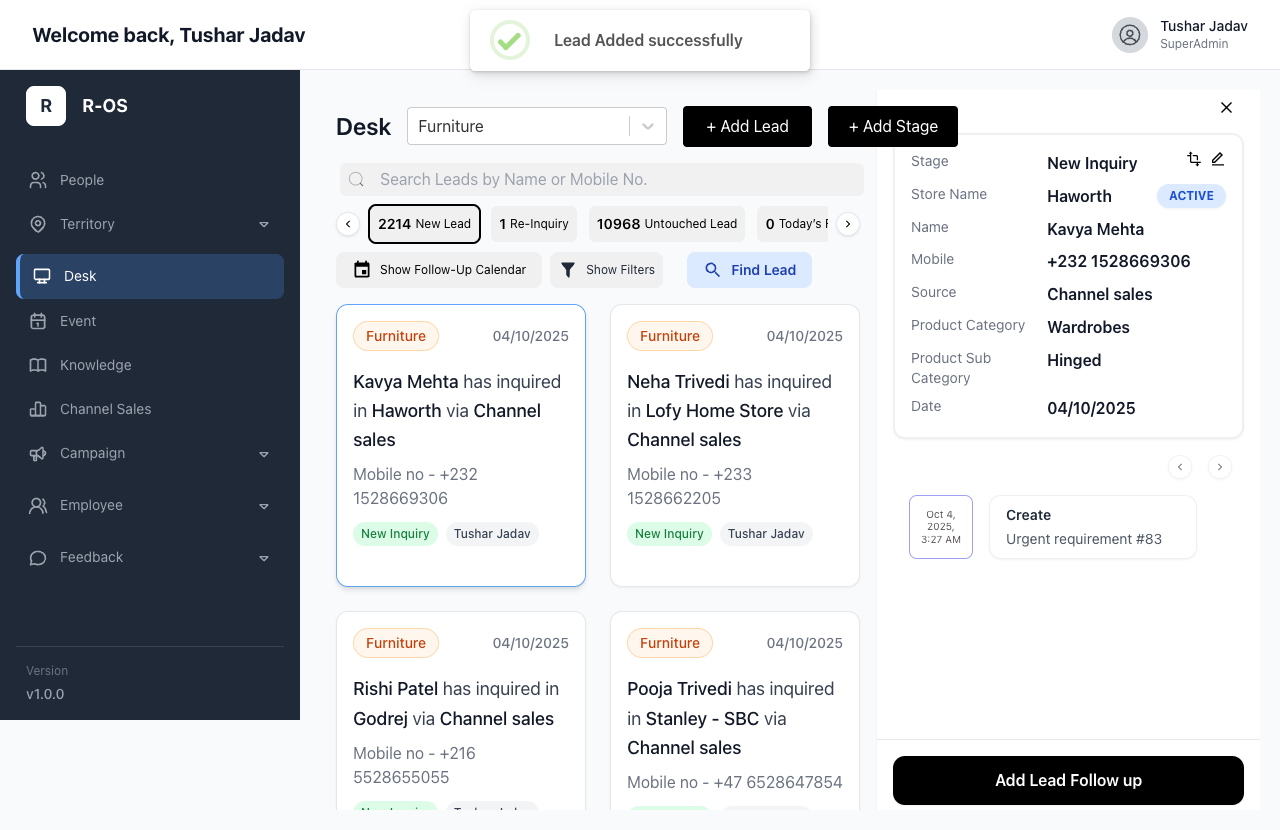 Welcome back, Tushar Jadav
Lead Added successfully
Tushar Jadav
SuperAdmin
R
R-OS
People
Territory
Desk
Event
Knowledge
Channel Sales
Campaign
Employee
Feedback
Version
v1.0.0
Desk
Furniture
+ Add Lead
+ Add Stage
Search Leads by Name or Mobile No.
2214 New Lead
1 Re-Inquiry
10968 Untouched Lead
0 Today's F
Show Follow-Up Calendar
Show Filters
Find Lead
Furniture
04/10/2025
Kavya Mehta has inquired
in Haworth via Channel
sales
Mobile no - +232
1528669306
New Inquiry
Tushar Jadav
Furniture
04/10/2025
Neha Trivedi has inquired
in Lofy Home Store via
Channel sales
Mobile no - +233
1528662205
New Inquiry
Tushar Jadav
Furniture
04/10/2025
Rishi Patel has inquired in
Godrej via Channel sales
Mobile no - +216
5528655055
New Inquiry
Tushar Jadav
Furniture
04/10/2025
Pooja Trivedi has inquired
in Stanley - SBC via
Channel sales
Mobile no - +47 6528647854
Stage
New Inquiry
Store Name
Haworth
ACTIVE
Name
Kavya Mehta
Mobile
+232 1528669306
Source
Channel sales
Product Category
Wardrobes
Product Sub
Category
Hinged
Date
04/10/2025
Oct 4,
2025,
3:27 AM
Create
Urgent requirement #83
Add Lead Follow up